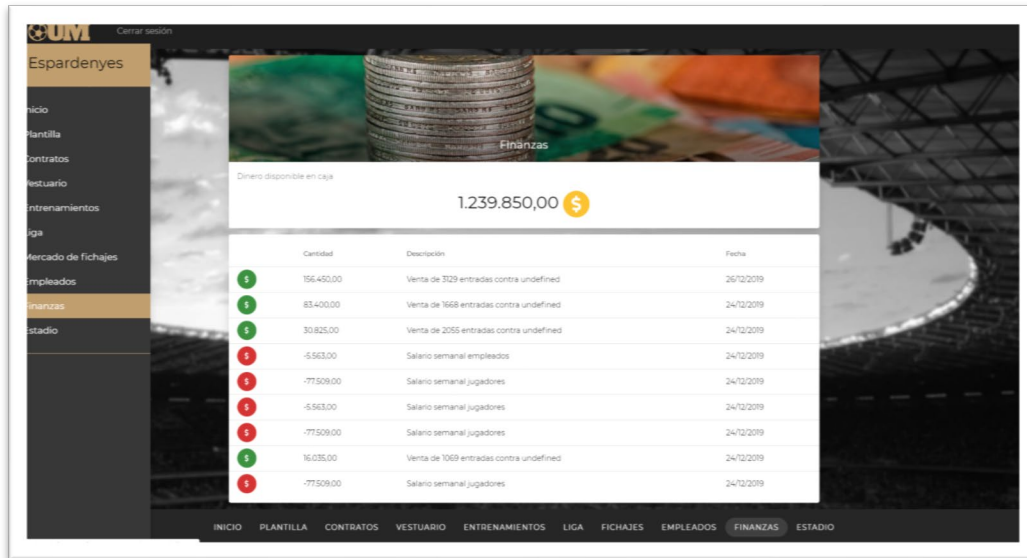 OUM Cerrar sesión
Espardenyes
nicio
Plantilla
Contratos
Vestuario
Entrenamientos
Liga
Mercado de fichajes
Empleados
Finanzas
Estadio
Finanzas
Dinero disponible en caja
1.239.850,00 $
Cantidad Descripción Fecha
$ 156.450,00 Venta de 3129 entradas contra undefined 26/12/2019
$ 83.400,00 Venta de 1668 entradas contra undefined 24/12/2019
$ 30.825,00 Venta de 2055 entradas contra undefined 24/12/2019
$ -5.563,00 Salario semanal empleados 24/12/2019
$ -77.509,00 Salario semanal jugadores 24/12/2019
$ -5.563,00 Salario semanal jugadores 24/12/2019
$ -77.509,00 Salario semanal jugadores 24/12/2019
$ 16.035,00 Venta de 1069 entradas contra undefined 24/12/2019
$ -77.509,00 Salario semanal jugadores 24/12/2019
INICIO PLANTILLA CONTRATOS VESTUARIO ENTRENAMIENTOS LIGA FICHAJES EMPLEADOS FINANZAS ESTADIO